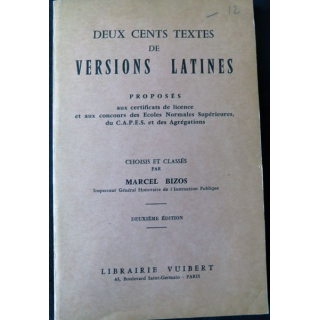 12
DEUX CENTS TEXTES
DE
VERSIONS LATINES
PROPOSÉS
aux certificats de licence
et aux concours des Écoles Normales Supérieures,
du C.A.P.E.S. et des Agrégations
CHOISIS ET CLASSÉS
PAR
MARCEL BIZOS
Inspecteur Général Honoraire de l'Instruction Publique
DEUXIÈME ÉDITION
LIBRAIRIE VUIBERT
63, Boulevard Saint-Germain - PARIS